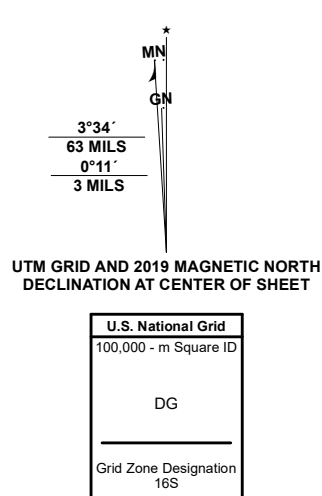 MN
GN
3°34´
63 MILS
0°11´
3 MILS
UTM GRID AND 2019 MAGNETIC NORTH
DECLINATION AT CENTER OF SHEET
U.S. National Grid
100,000 - m Square ID
DG
Grid Zone Designation
16S